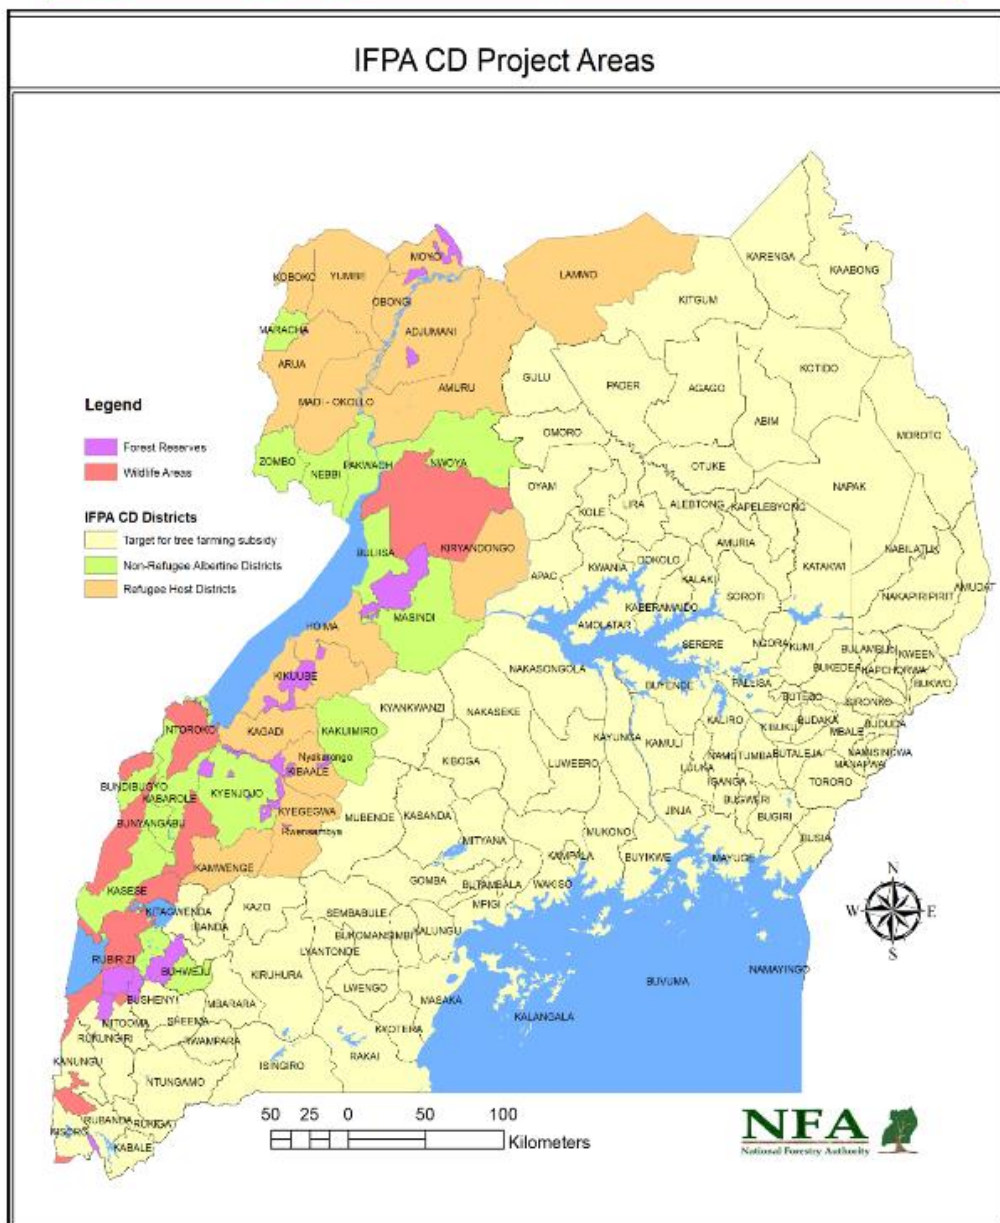 IFPA CD Project Areas
KARENGA
KAABONG
MOYO
KOBOKO
YUMBE
LAMWO
OBONGI
KITGUM
MARACHA
ADJUMANI
ARUA
KOTIDO
GULU
PADER
AGAGO
MADI - OKOLLO
AMURU
ABIM
Legend
OMORO
MOROTO
Forest Reserves
Wildlife Areas
ZOMBO
NEBBI
PAKWACH
NWOYA
OTUKE
OYAM
NAPAK
KOLE
LIRA
ALEBTONG
KAPELEBYONG
IFPA CD Districts
Target for tree farming subsidy
Non-Refugee Albertine Districts
Refugee Host Districts
BULIISA
KIRYANDONGO
AMURIA
NABILATUK
DOKOLO
KWANIA
KATAKWI
APAC
KALAKI
AMUDAT
SOROTI
NAKAPIRIPIRIT
KABERAMAIDO
MASINDI
HOIMA
AMOLATAR
SERERE
NGORA
KUMI
BULAMBULI
KWEEN
NAKASONGOLA
BUKEDEA
KAPCHORWA
KIKUUBE
BUYENDE
PALLISA
BUKWO
BUTEBO
SIRONKO
KYANKWANZI
NAKASEKE
NTOROKO
KAGADI
KAKUMIRO
KAYUNGA
KALIRO
KIBUKU
BUDAKA
BUDUDA
MBALE
KAMULI
Nyakarongo
KIBOGA
LUWEERO
LUUKA
NAMUTUMBA
BUTALEJA
NAMISINDWA
MANAFWA
KIBAALE
BUNDIBUGYO
KABAROLE
KYENJOJO
IGANGA
TORORO
BUGWERI
KYEGEGWA
BUNYANGABU
MUBENDE
KASANDA
JINJA
BUGIRI
Rwensambya
MUKONO
BUSIA
MITYANA
KAMWENGE
KAMPALA
BUYIKWE
MAYUGE
GOMBA
BUTAMBALA
WAKISO
KASESE
MPIGI
KITAGWENDA
KAZO
SEMBABULE
IBANDA
BUKOMANSIMBI
KALUNGU
LYANTONDE
RUBIRIZI
BUHWEJU
KIRUHURA
LWENGO
BUVUMA
NAMAYINGO
BUSHENYI
MBARARA
MASAKA
KALANGALA
MITOOMA
SHEEMA
RUKUNGIRI
RWAMPARA
KYOTERA
KANUNGU
ISINGIRO
RAKAI
NTUNGAMO
RUBANDA
RUKIGA
KISORO
KABALE
N
W
E
S
50 25 0 50 100
Kilometers
NFA
National Forestry Authority